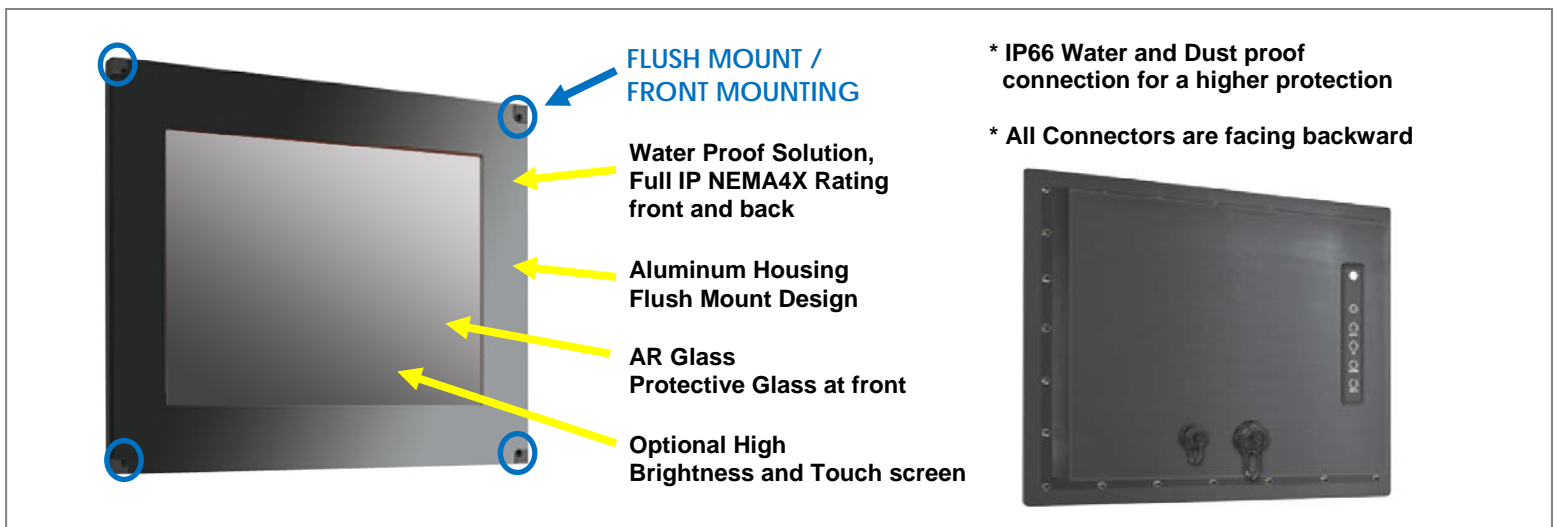 FLUSH MOUNT /
FRONT MOUNTING
Water Proof Solution,
Full IP NEMA4X Rating
front and back
Aluminum Housing
Flush Mount Design
AR Glass
Protective Glass at front
Optional High
Brightness and Touch screen
* IP66 Water and Dust proof
connection for a higher protection
* All Connectors are facing backward